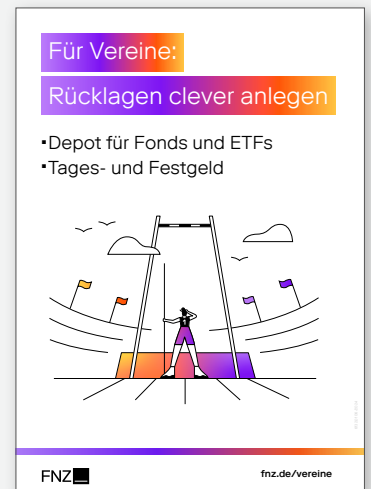 Für Vereine:
Rücklagen clever anlegen
▪Depot für Fonds und ETFs
▪Tages- und Festgeld
FNZ
fnz.de/vereine